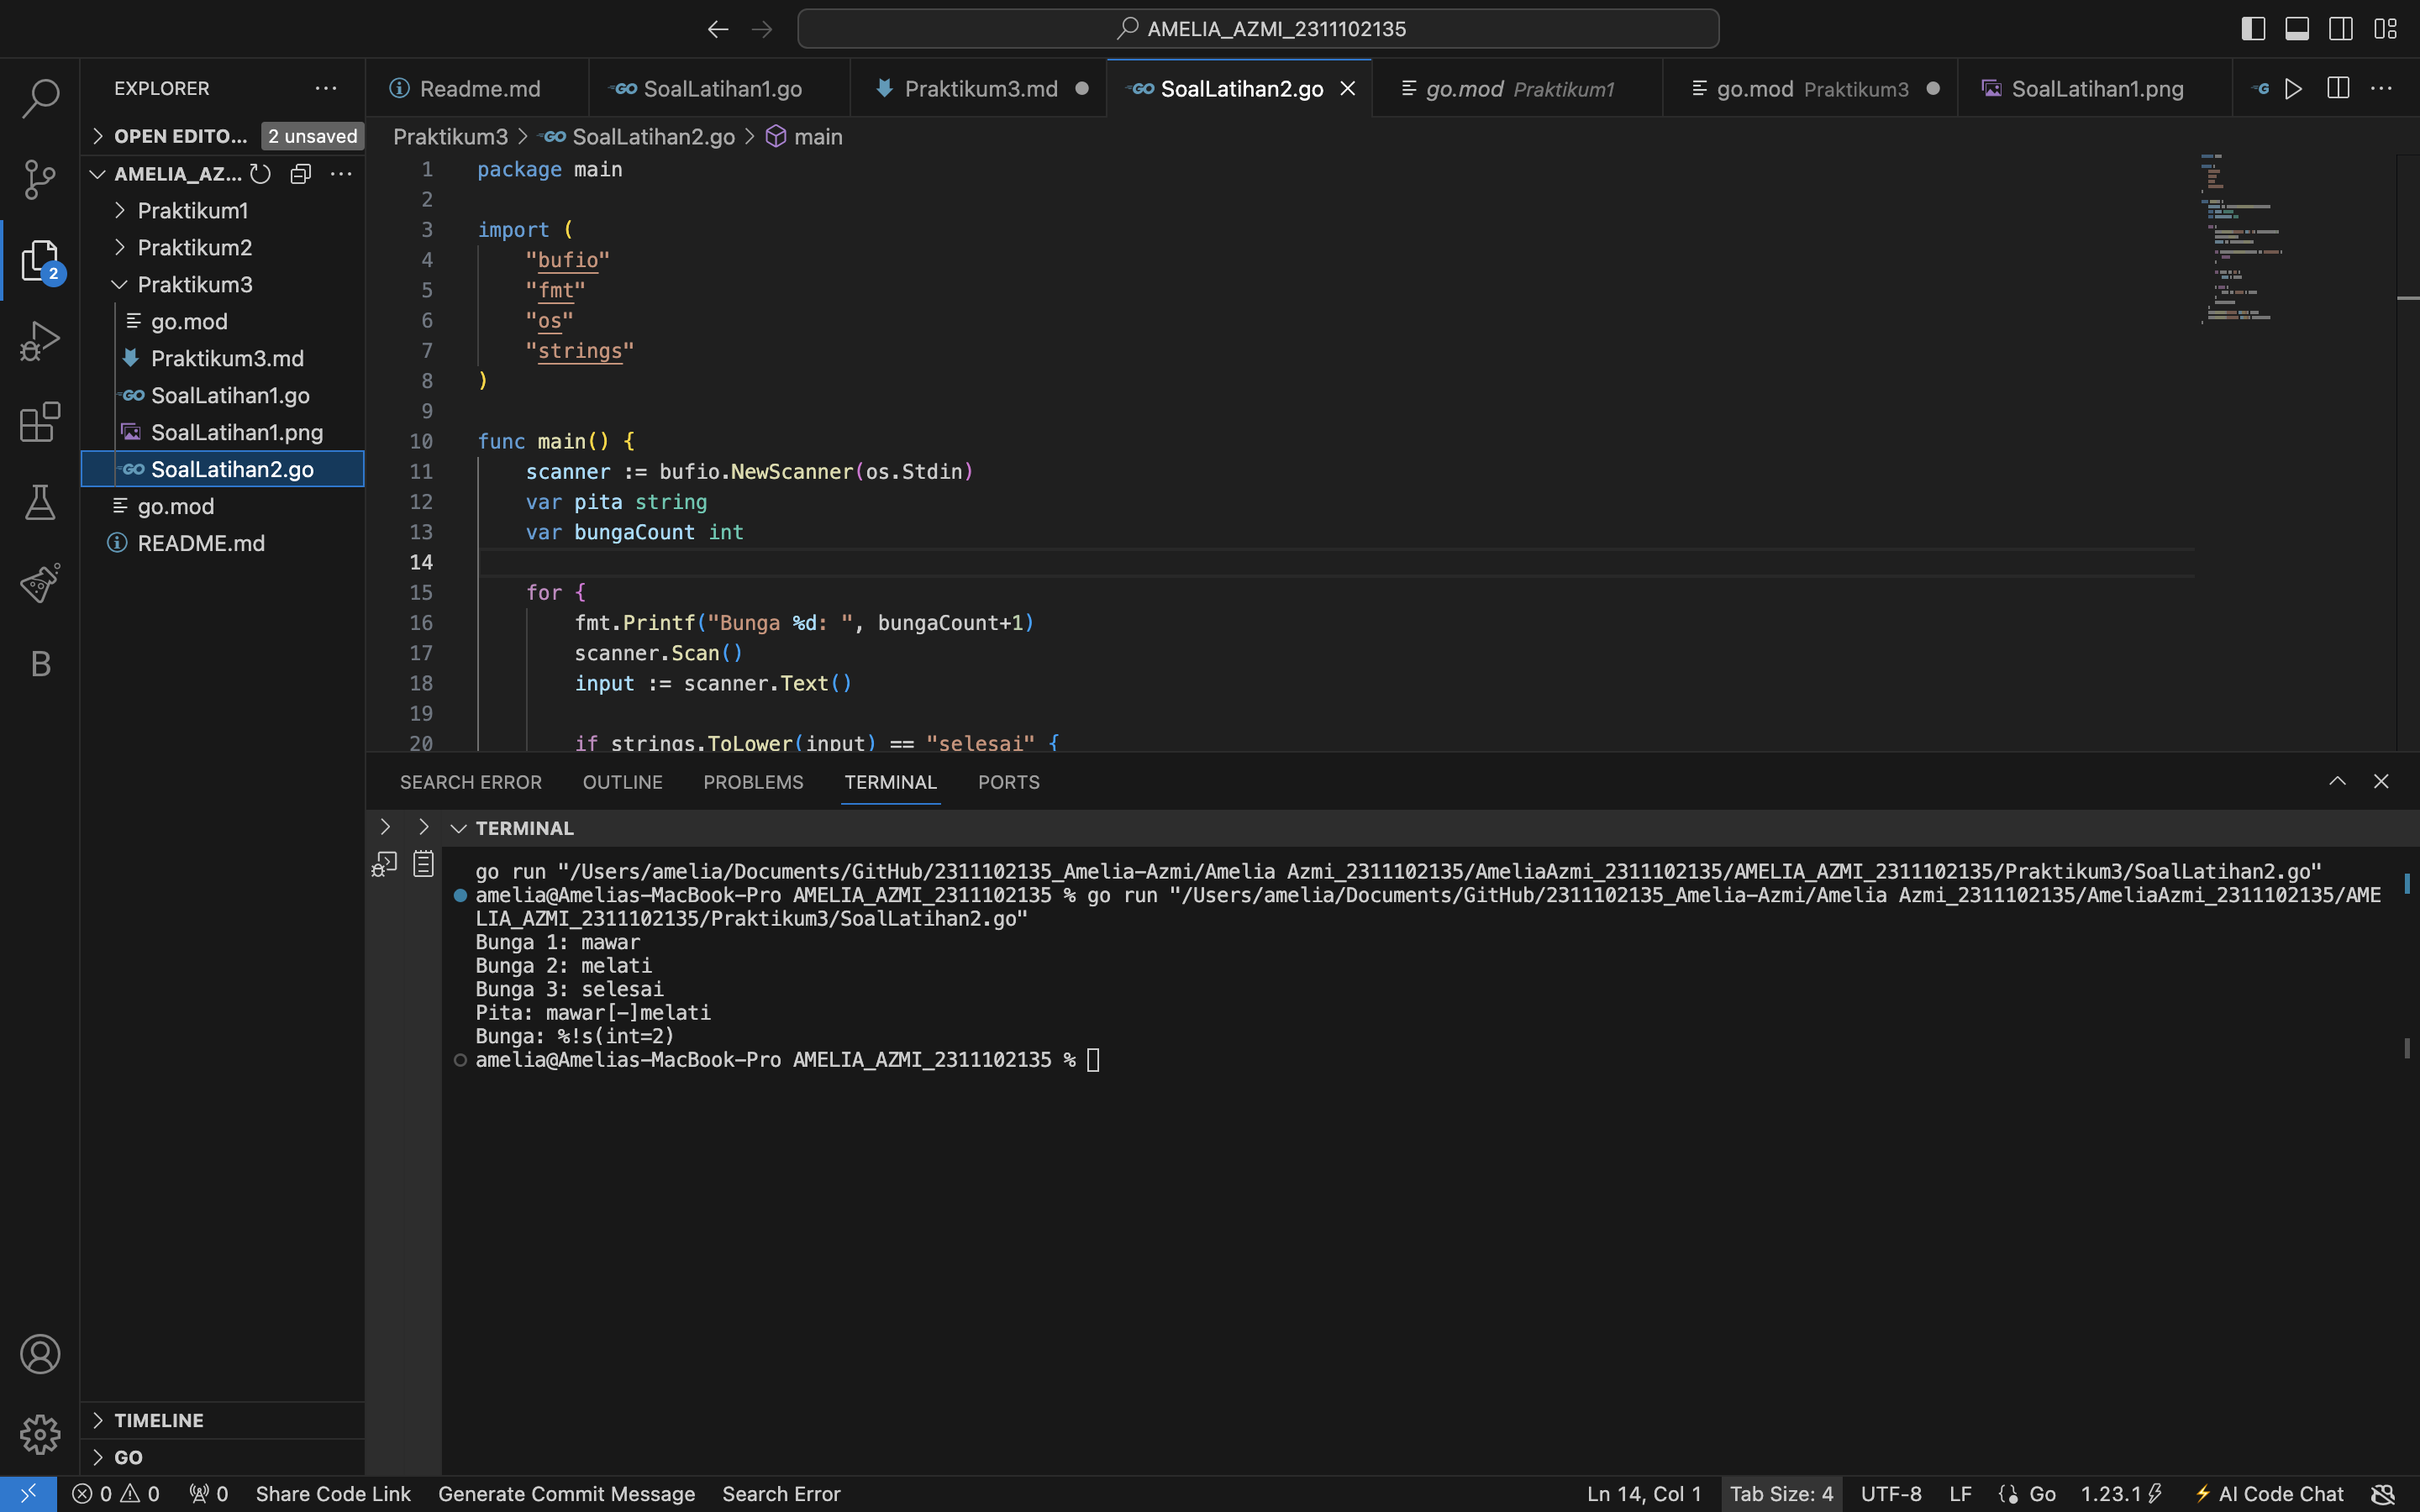 AMELIA_AZMI_2311102135
EXPLORER
OPEN EDITO... 2 unsaved
AMELIA_AZ...
Praktikum1
Praktikum2
Praktikum3
go.mod
Praktikum3.md
SoalLatihan1.go
SoalLatihan1.png
SoalLatihan2.go
go.mod
README.md
TIMELINE
GO
2
B
Readme.md SoalLatihan1.go Praktikum3.md SoalLatihan2.go go.mod Praktikum1 go.mod Praktikum3 SoalLatihan1.png
Praktikum3 > SoalLatihan2.go > main
1 package main
2
3 import (
4 "bufio"
5 "fmt"
6 "os"
7 "strings"
8 )
9
10 func main() {
11 scanner := bufio.NewScanner(os.Stdin)
12 var pita string
13 var bungaCount int
14
15 for {
16 fmt.Printf("Bunga %d: ", bungaCount+1)
17 scanner.Scan()
18 input := scanner.Text()
19
20 if strings.ToLower(input) == "selesai" {
SEARCH ERROR OUTLINE PROBLEMS TERMINAL PORTS
TERMINAL
go run "/Users/amelia/Documents/GitHub/2311102135_Amelia-Azmi/Amelia Azmi_2311102135/AmeliaAzmi_2311102135/AMELIA_AZMI_2311102135/Praktikum3/SoalLatihan2.go"
amelia@Amelias-MacBook-Pro AMELIA_AZMI_2311102135 % go run "/Users/amelia/Documents/GitHub/2311102135_Amelia-Azmi/Amelia Azmi_2311102135/AmeliaAzmi_2311102135/AME
LIA_AZMI_2311102135/Praktikum3/SoalLatihan2.go"
Bunga 1: mawar
Bunga 2: melati
Bunga 3: selesai
Pita: mawar[-]melati
Bunga: %!s(int=2)
amelia@Amelias-MacBook-Pro AMELIA_AZMI_2311102135 %
0 0 0 Share Code Link Generate Commit Message Search Error Ln 14, Col 1 Tab Size: 4 UTF-8 LF Go 1.23.1 AI Code Chat